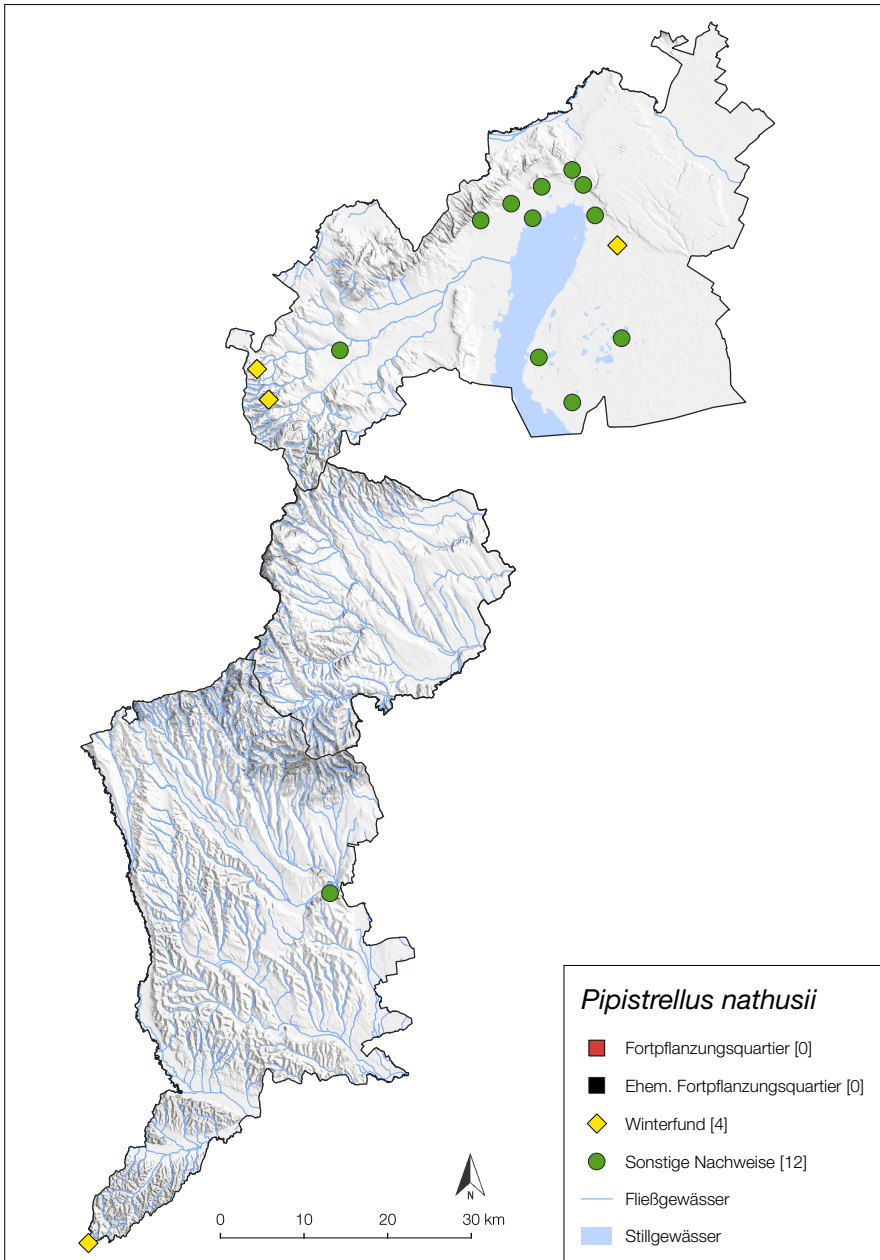 Pipistrellus nathusii
Fortpflanzungsquartier [0]
Ehem. Fortpflanzungsquartier [0]
Winterfund [4]
Sonstige Nachweise [12]
Fließgewässer
Stillgewässer
N
0 10 20 30 km